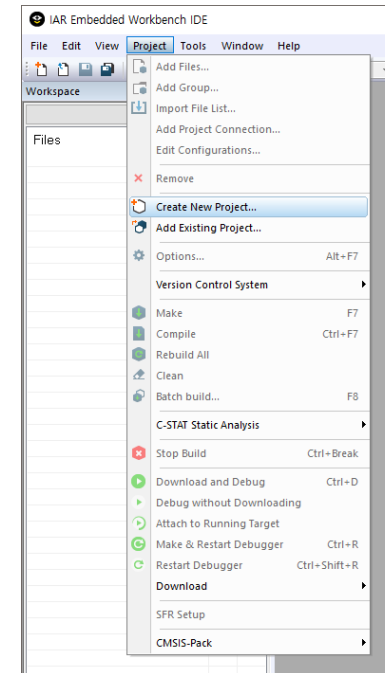 IAR Embedded Workbench IDE
File Edit View Project Tools Window Help
Workspace
Files
Add Files...
Add Group...
Import File List...
Add Project Connection...
Edit Configurations...
Remove
Create New Project...
Add Existing Project...
Options... Alt+F7
Version Control System
Make F7
Compile Ctrl+F7
Rebuild All
Clean
Batch build... F8
C-STAT Static Analysis
Stop Build Ctrl+Break
Download and Debug Ctrl+D
Debug without Downloading
Attach to Running Target
Make & Restart Debugger Ctrl+R
Restart Debugger Ctrl+Shift+R
Download
SFR Setup
CMSIS-Pack